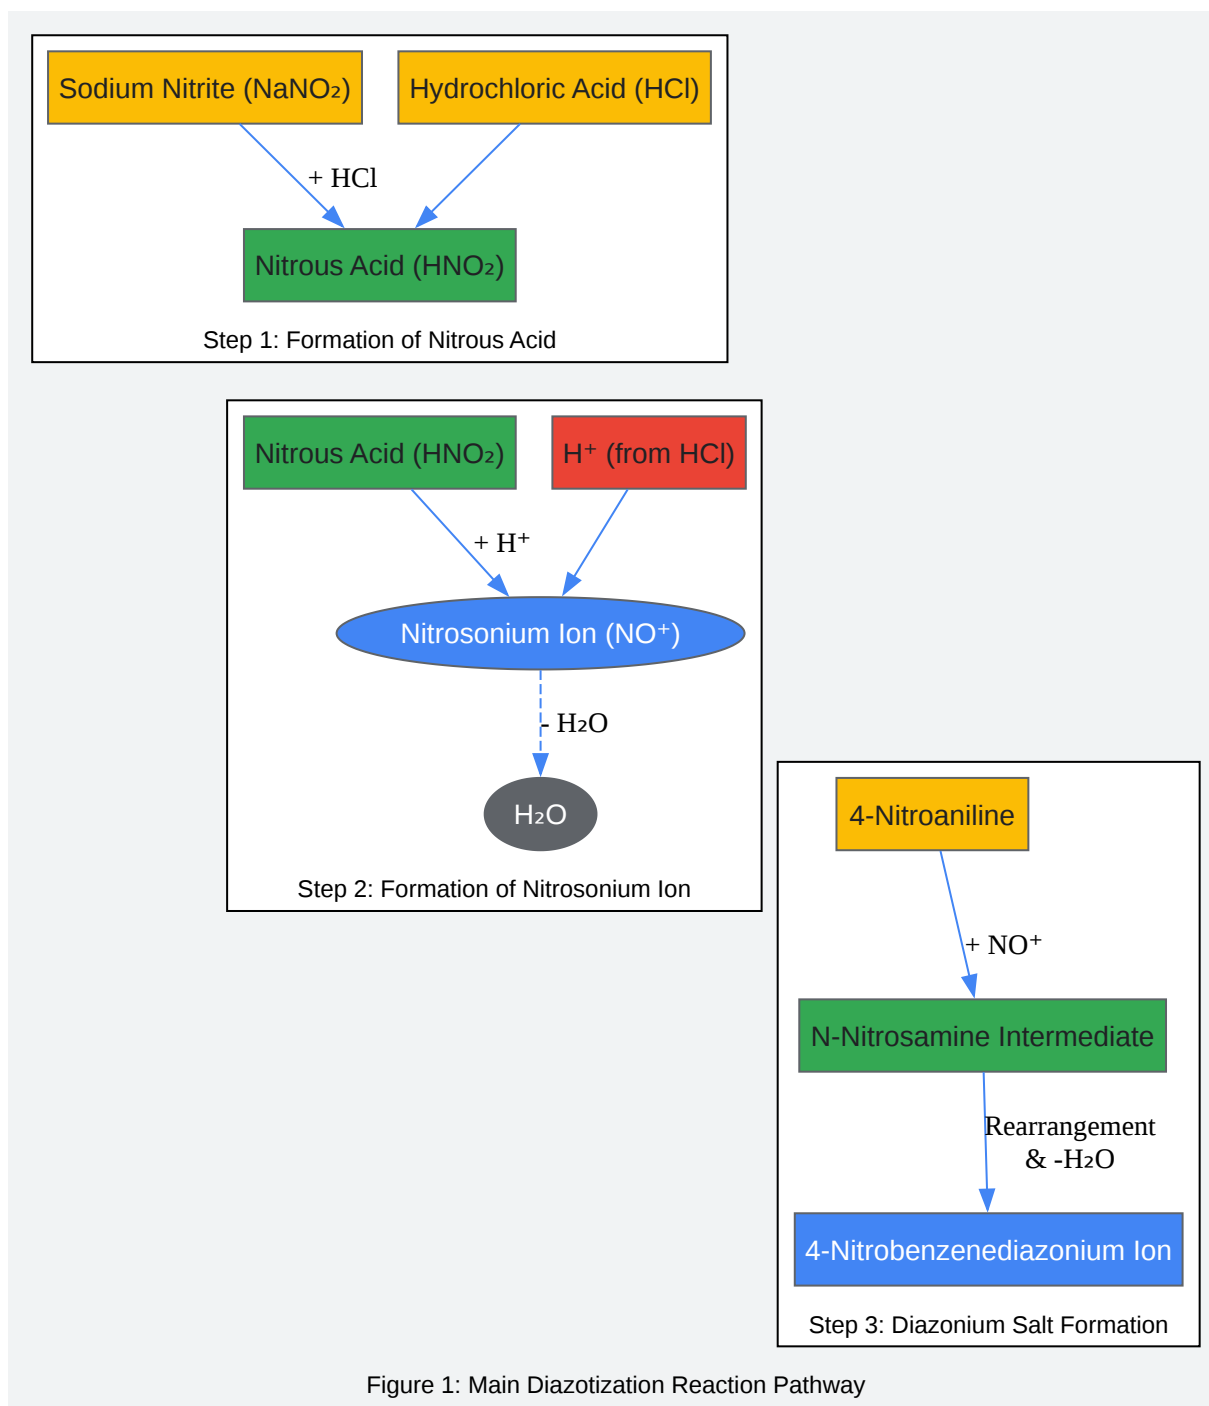 Sodium Nitrite (NaNO₂)
Hydrochloric Acid (HCl)
+ HCl
Nitrous Acid (HNO₂)
Step 1: Formation of Nitrous Acid
Nitrous Acid (HNO₂)
H⁺ (from HCl)
+ H⁺
Nitrosonium Ion (NO⁺)
- H₂O
H₂O
Step 2: Formation of Nitrosonium Ion
4-Nitroaniline
+ NO⁺
N-Nitrosamine Intermediate
Rearrangement
& -H₂O
4-Nitrobenzenediazonium Ion
Step 3: Diazonium Salt Formation
Figure 1: Main Diazotization Reaction Pathway